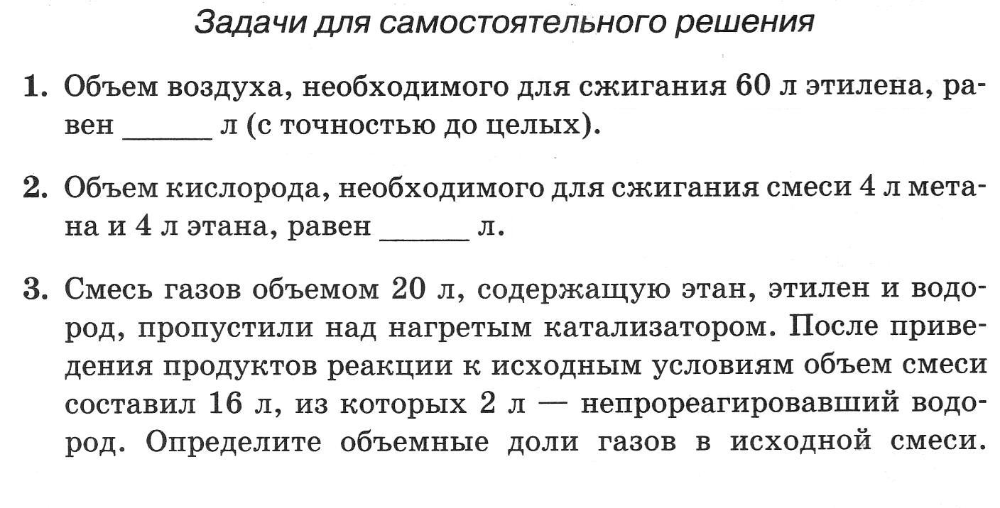 Задачи для самостоятельного решения
1. Объем воздуха, необходимого для сжигания 60 л этилена, ра-
вен ______ л (с точностью до целых).
2. Объем кислорода, необходимого для сжигания смеси 4 л мета-
на и 4 л этана, равен ______ л.
3. Смесь газов объемом 20 л, содержащую этан, этилен и водо-
род, пропустили над нагретым катализатором. После приве-
дения продуктов реакции к исходным условиям объем смеси
составил 16 л, из которых 2 л — непрореагировавший водо-
род. Определите объемные доли газов в исходной смеси.